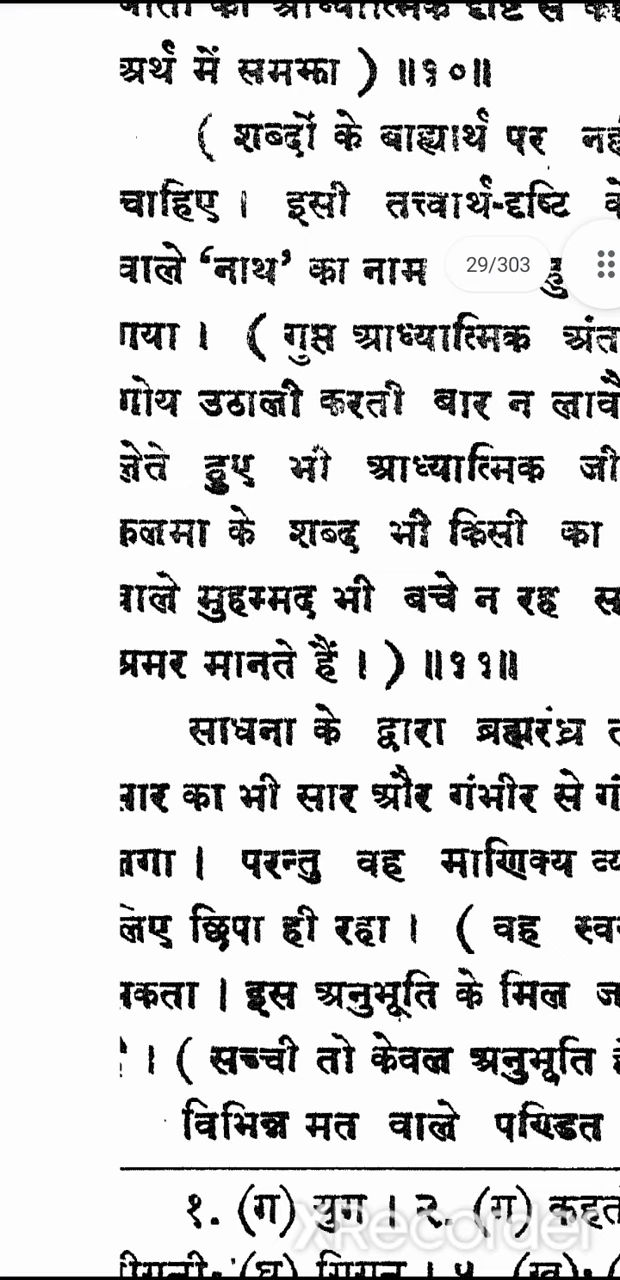 अर्थ में समझा ) ॥१०॥
( शब्दों के बाह्यार्थ पर
चाहिए । इसी तत्त्वार्थ-दृष्टि
वाले ‘नाथ’ का नाम 29/303
गया । ( गुप्त आध्यात्मिक
गोय उठाली करती बार न लावै
लेते हुए भी आध्यात्मिक
कलमा के शब्द भी किसी का
वाले मुहम्मद भी बचे न रह
अमर मानते हैं । ) ॥११॥
साधना के द्वारा ब्रह्मरंध्र
सार का भी सार और गंभीर से
लगा । परन्तु वह माणिक्य
लिए छिपा ही रहा । ( वह
सकता । इस अनुभूति के मिल
। ( सच्ची तो केवल अनुभूति
विभिन्न मत वाले पण्डित
१. (ग) युग । २. (ग)
XRecorder